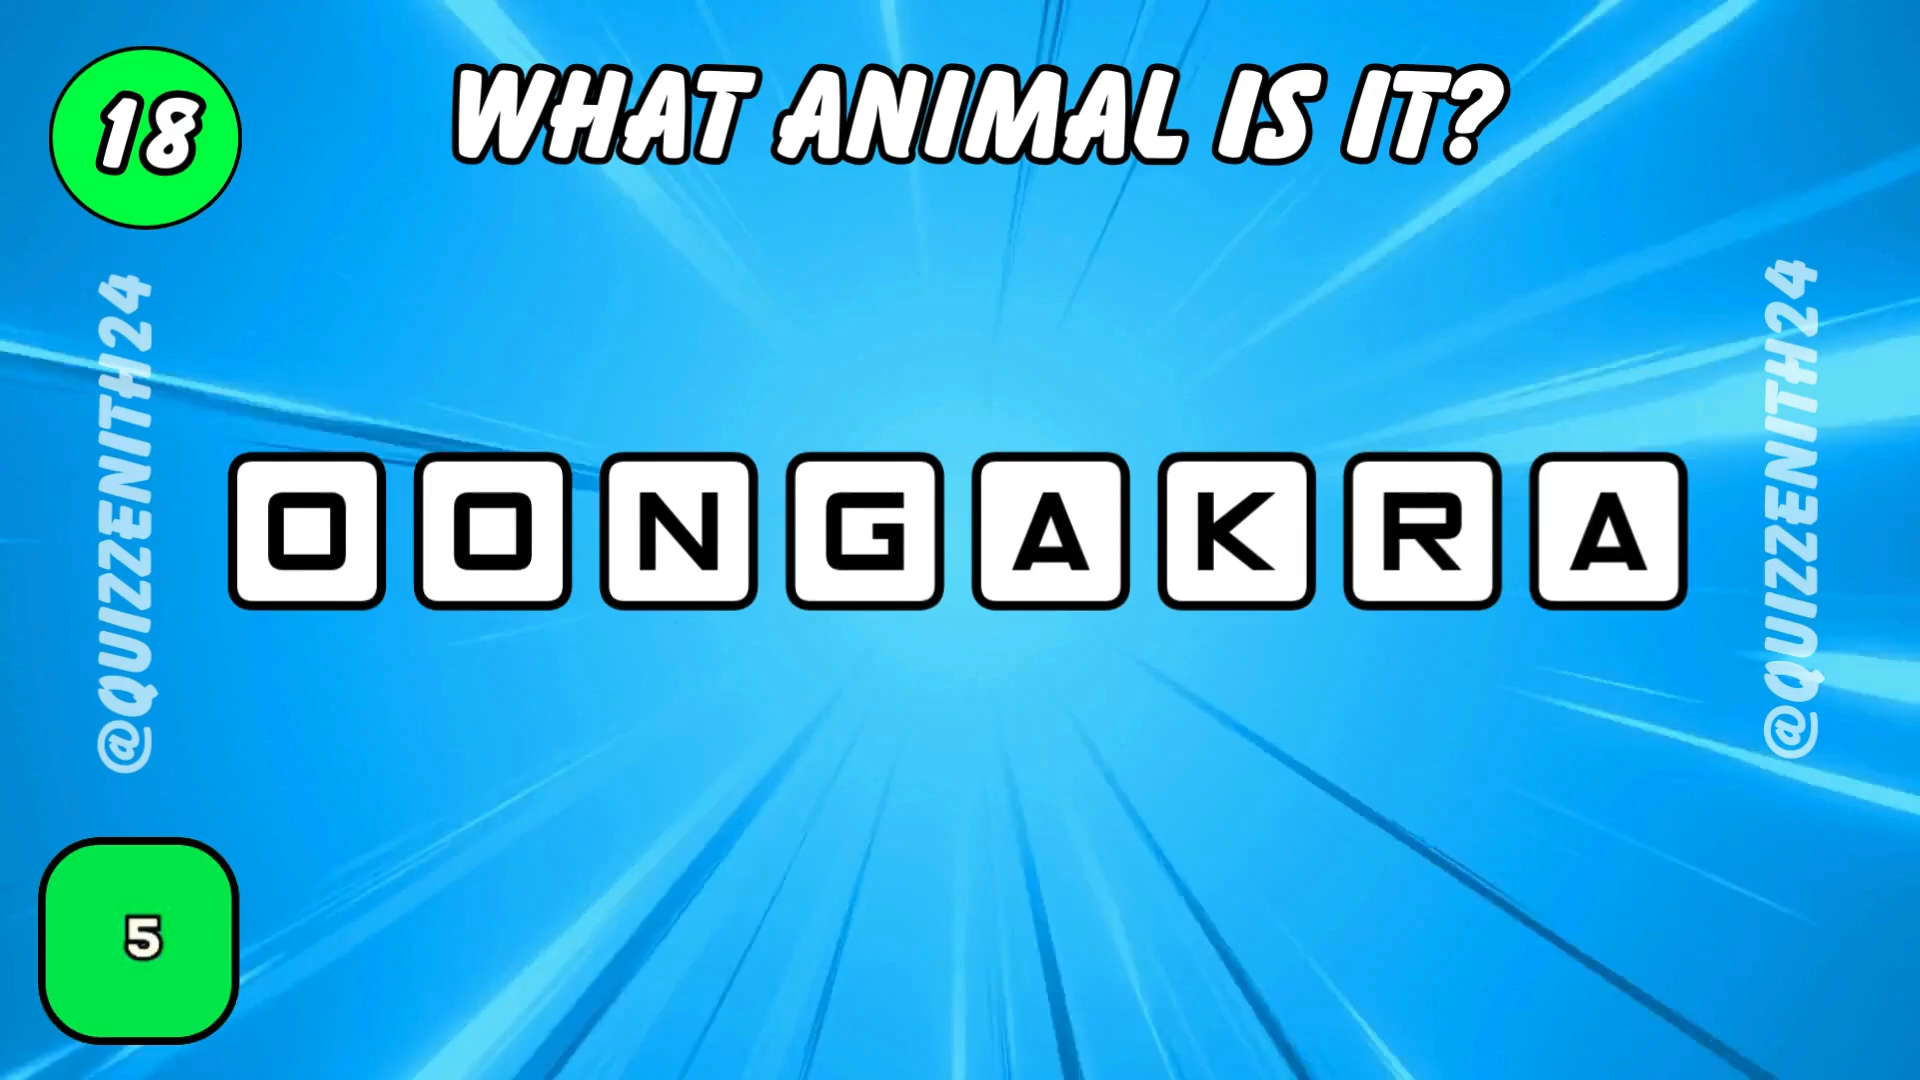 18
WHAT ANIMAL IS IT?
@QUIZZENITH24
@QUIZZENITH24
OONGAKRA
5